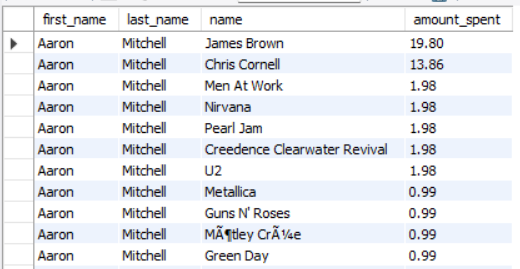 first_name last_name name amount_spent
Aaron Mitchell James Brown 19.80
Aaron Mitchell Chris Cornell 13.86
Aaron Mitchell Men At Work 1.98
Aaron Mitchell Nirvana 1.98
Aaron Mitchell Pearl Jam 1.98
Aaron Mitchell Creedence Clearwater Revival 1.98
Aaron Mitchell U2 1.98
Aaron Mitchell Metallica 0.99
Aaron Mitchell Guns N' Roses 0.99
Aaron Mitchell MÃ¶tley CrÃ¼e 0.99
Aaron Mitchell Green Day 0.99